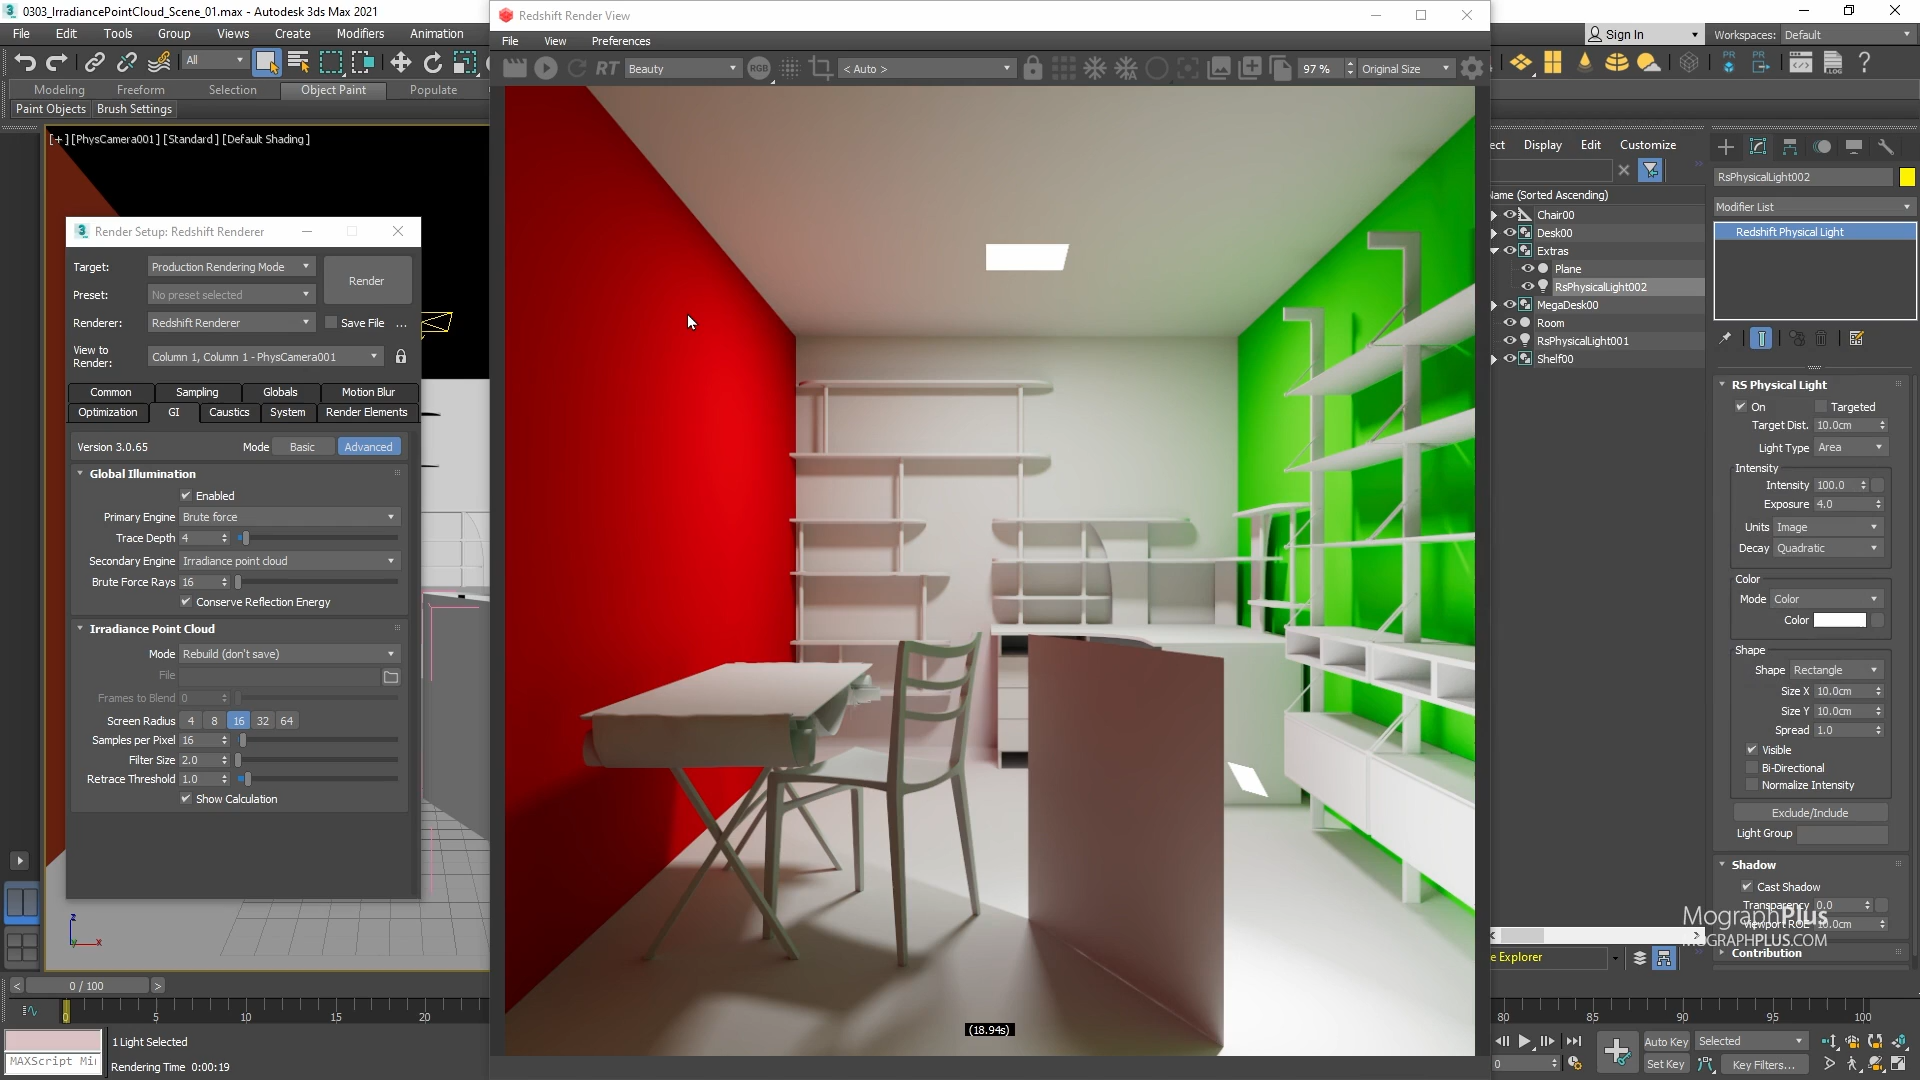 0303_IrradiancePointCloud_Scene_01.max - Autodesk 3ds Max 2021
Redshift Render View
File Edit Tools Group Views Create Modifiers Animation
File View Preferences
Sign In Workspaces: Default
All
RT Beauty RGB < Auto > 97 % Original Size
PR PR LOG
Modeling Freeform Selection Object Paint Populate
Paint Objects Brush Settings
[+] [PhysCamera001] [Standard] [Default Shading]
Render Setup: Redshift Renderer
Target: Production Rendering Mode
Render
Preset: No preset selected
Renderer: Redshift Renderer Save File ...
View to Render: Column 1, Column 1 - PhysCamera001
Common Sampling Globals Motion Blur
Optimization GI Caustics System Render Elements
Version 3.0.65 Mode Basic Advanced
Global Illumination
Enabled
Primary Engine Brute force
Trace Depth 4
Secondary Engine Irradiance point cloud
Brute Force Rays 16
Conserve Reflection Energy
Irradiance Point Cloud
Mode Rebuild (don't save)
File
Frames to Blend 0
Screen Radius 4 8 16 32 64
Samples per Pixel 16
Filter Size 2.0
Retrace Threshold 1.0
Show Calculation
z
y x
(18.94s)
ect Display Edit Customize
Name (Sorted Ascending)
Chair00
Desk00
Extras
Plane
RsPhysicalLight002
MegaDesk00
Room
RsPhysicalLight001
Shelf00
e Explorer
RsPhysicalLight002
Modifier List
Redshift Physical Light
RS Physical Light
On Targeted
Target Dist. 10.0cm
Light Type Area
Intensity
Intensity 100.0
Exposure 4.0
Units Image
Decay Quadratic
Color
Mode Color
Color
Shape
Shape Rectangle
Size X 10.0cm
Size Y 10.0cm
Spread 1.0
Visible
Bi-Directional
Normalize Intensity
Exclude/Include
Light Group
Shadow
Cast Shadow
Transparency 0.0
Viewport ROE 10.0cm
Contribution
MographPlus
MOGRAPHPLUS.COM
0 / 100
0 5 10 15 20 80 85 90 95 100
1 Light Selected
MAXScript Mi
Rendering Time 0:00:19
Auto Key Selected
0 Set Key Key Filters...